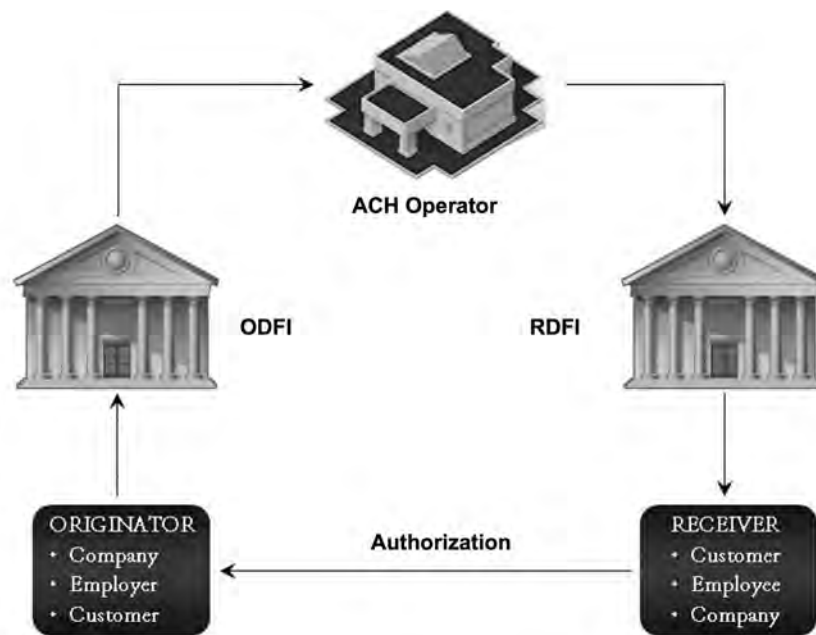 ACH Operator
ODFI
RDFI
ORIGINATOR
• Company
• Employer
• Customer
Authorization
RECEIVER
• Customer
• Employee
• Company